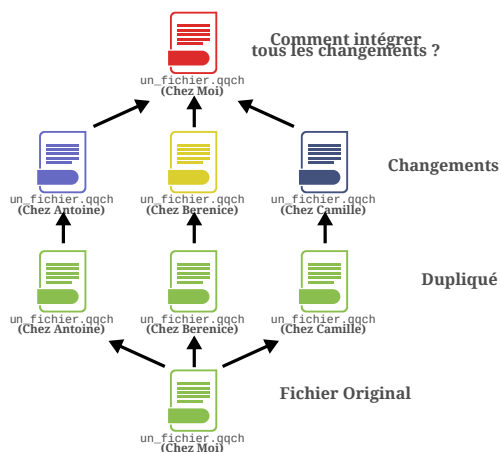 Comment intégrer
tous les changements ?
un_fichier.qqch
(Chez Moi)
Changements
un_fichier.qqch un_fichier.qqch un_fichier.qqch
(Chez Antoine) (Chez Berenice) (Chez Camille)
Dupliqué
un_fichier.qqch un_fichier.qqch un_fichier.qqch
(Chez Antoine) (Chez Berenice) (Chez Camille)
Fichier Original
un_fichier.qqch
(Chez Moi)